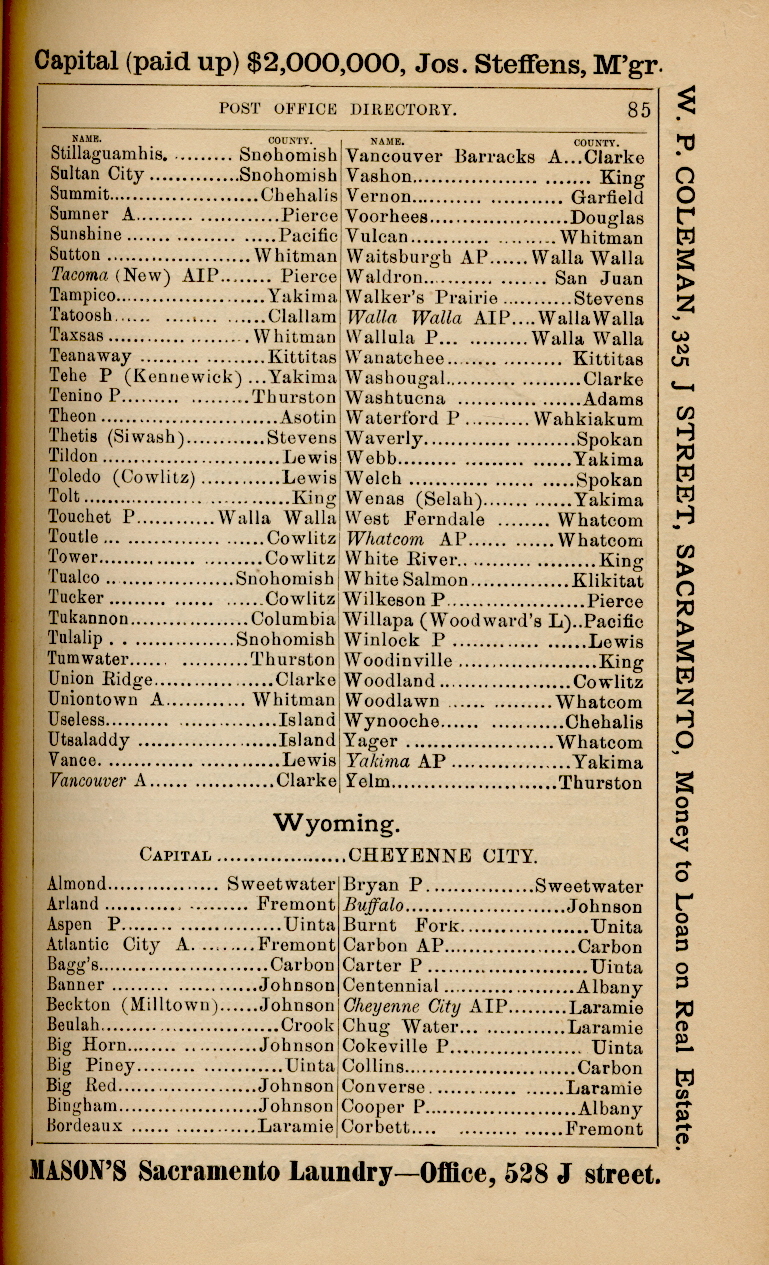 Capital (paid up) $2,000,000, Jos. Steffens, M'gr.
POST OFFICE DIRECTORY. 85
NAME. COUNTY.
Stillaguamhis. ......... Snohomish
Sultan City ............. Snohomish
Summit....................... Chehalis
Sumner A..................... Pierce
Sunshine ..................... Pacific
Sutton ..................... Whitman
Tacoma (New) AIP........ Pierce
Tampico...................... Yakima
Tatoosh...................... Clallam
Taxsas ..................... Whitman
Teanaway ................... Kittitas
Tehe P (Kennewick) ...Yakima
Tenino P................... Thurston
Theon ........................... Asotin
Thetis (Siwash)............ Stevens
Tildon ........................... Lewis
Toledo (Cowlitz) ............ Lewis
Tolt ............................... King
Touchet P............ Walla Walla
Toutle ........................ Cowlitz
Tower......................... Cowlitz
Tualco .................... Snohomish
Tucker ........................ Cowlitz
Tukannon.................. Columbia
Tulalip . . ............... Snohomish
Tumwater................. Thurston
Union Ridge.................. Clarke
Uniontown A............ Whitman
Useless.......................... Island
Utsaladdy ...................... Island
Vance. .......................... Lewis
Vancouver A................... Clarke
NAME. COUNTY.
Vancouver Barracks A...Clarke
Vashon........................... King
Vernon..................... Garfield
Voorhees..................... Douglas
Vulcan...................... Whitman
Waitsburgh AP...... Walla Walla
Waldron.................. San Juan
Walker's Prairie ........... Stevens
Walla Walla AIP....WallaWalla
Wallula P............. Walla Walla
Wanatchee................... Kittitas
Washougal..................... Clarke
Washtucna .................... Adams
Waterford P .......... Wahkiakum
Waverly....................... Spokan
Webb........................... Yakima
Welch ......................... Spokan
Wenas (Selah).............. Yakima
West Ferndale ........ Whatcom
Whatcom AP............ Whatcom
White River...................... King
White Salmon............... Klikitat
Wilkeson P..................... Pierce
Willapa (Woodward's L)..Pacific
Winlock P ..................... Lewis
Woodinville ..................... King
Woodland .................... Cowlitz
Woodlawn ............... Whatcom
Wynooche.................. Chehalis
Yager ...................... Whatcom
Yakima AP .................. Yakima
Yelm........................ Thurston
Wyoming.
CAPITAL .................... CHEYENNE CITY.
Almond................. Sweetwater
Arland ..................... Fremont
Aspen P......................... Uinta
Atlantic City A. ........ Fremont
Bagg's.......................... Carbon
Banner ....................... Johnson
Beckton (Milltown)...... Johnson
Beulah........................... Crook
Big Horn..................... Johnson
Big Piney....................... Uinta
Big Red....................... Johnson
Bingham...................... Johnson
Bordeaux .................... Laramie
Bryan P................. Sweetwater
Buffalo......................... Johnson
Burnt Fork.................... Unita
Carbon AP..................... Carbon
Carter P ......................... Uinta
Centennial .................... Albany
Cheyenne City AIP......... Laramie
Chug Water................. Laramie
Cokeville P..................... Uinta
Collins.......................... Carbon
Converse..................... Laramie
Cooper P........................ Albany
Corbett....................... Fremont
W. P. COLEMAN, 325 J STREET, SACRAMENTO, Money to Loan on Real Estate.
MASON'S Sacramento Laundry—Office, 528 J street.